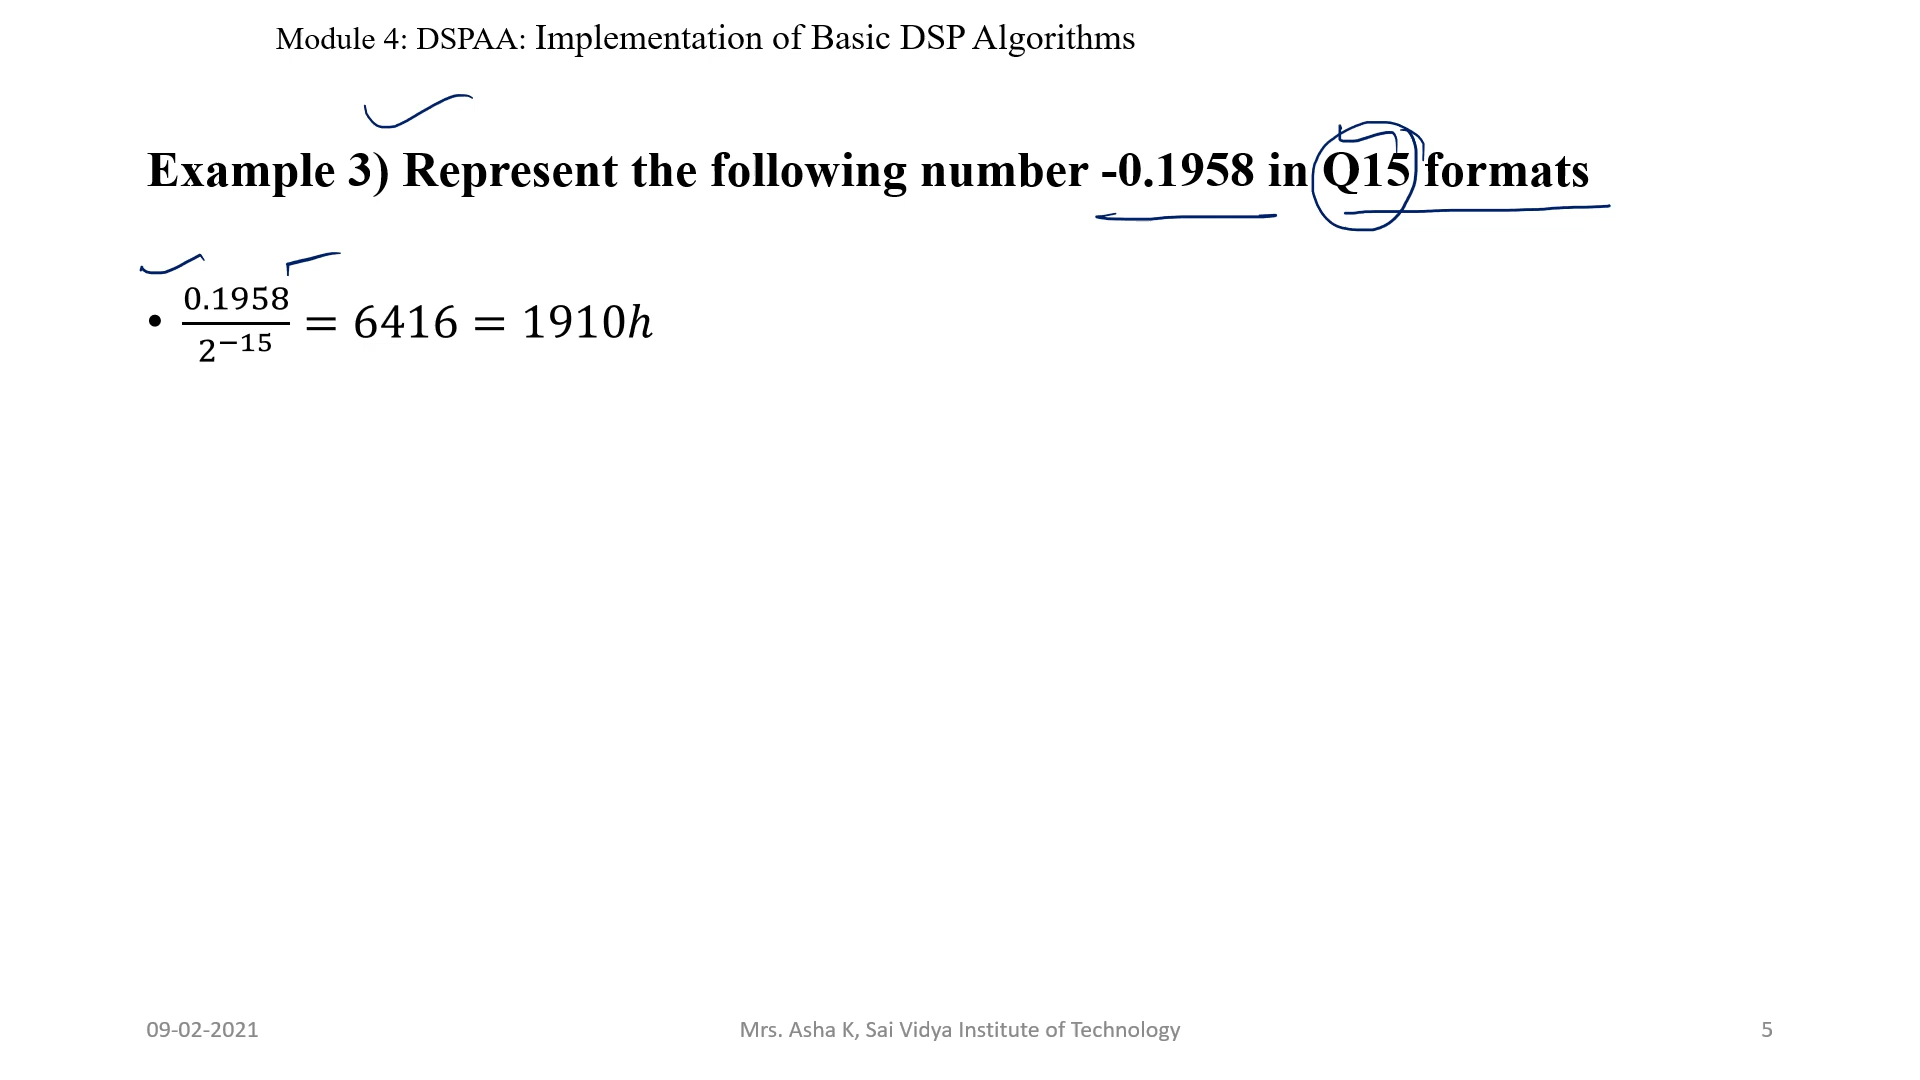 Module 4: DSPAA: Implementation of Basic DSP Algorithms
Example 3) Represent the following number -0.1958 in Q15 formats
• 0.1958/2⁻¹⁵ = 6416 = 1910h
09-02-2021 Mrs. Asha K, Sai Vidya Institute of Technology 5